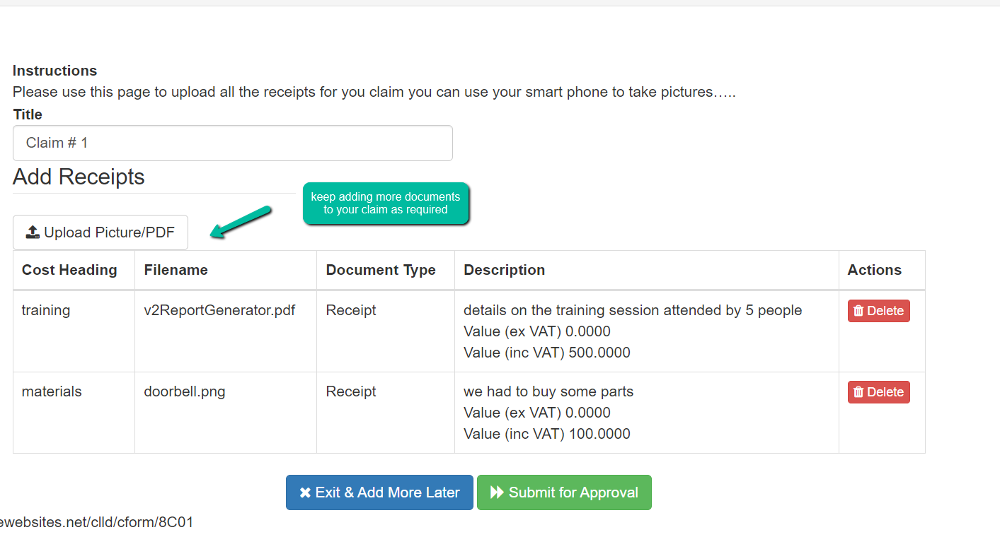 Instructions
Please use this page to upload all the receipts for you claim you can use your smart phone to take pictures…..
Title
Claim # 1
Add Receipts
keep adding more documents
to your claim as required
Upload Picture/PDF
Cost Heading Filename Document Type Description Actions
training v2ReportGenerator.pdf Receipt details on the training session attended by 5 people Delete
Value (ex VAT) 0.0000
Value (inc VAT) 500.0000
materials doorbell.png Receipt we had to buy some parts Delete
Value (ex VAT) 0.0000
Value (inc VAT) 100.0000
Exit & Add More Later Submit for Approval
ewebsites.net/clld/cform/8C01